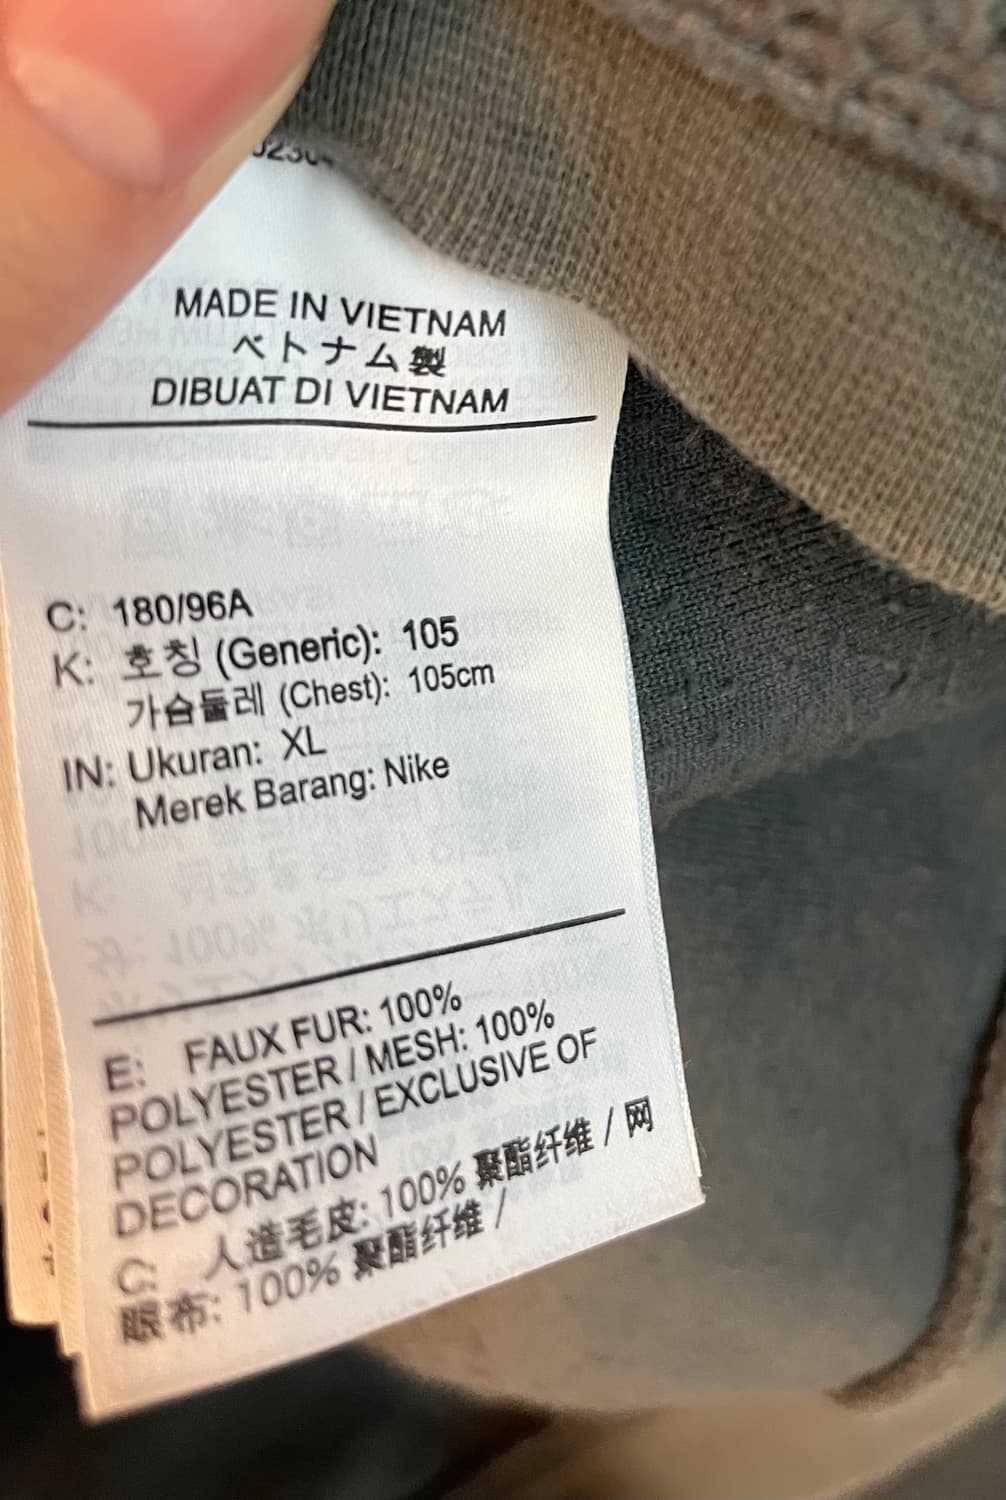 MADE IN VIETNAM
ベトナム製
DIBUAT DI VIETNAM
C: 180/96A
K: 호칭 (Generic): 105
가슴둘레 (Chest): 105cm
IN: Ukuran: XL
Merek Barang: Nike
E: FAUX FUR: 100%
POLYESTER / MESH: 100%
POLYESTER / EXCLUSIVE OF
DECORATION
C: 人造毛皮: 100% 聚酯纤维 / 网
眼布: 100% 聚酯纤维 /